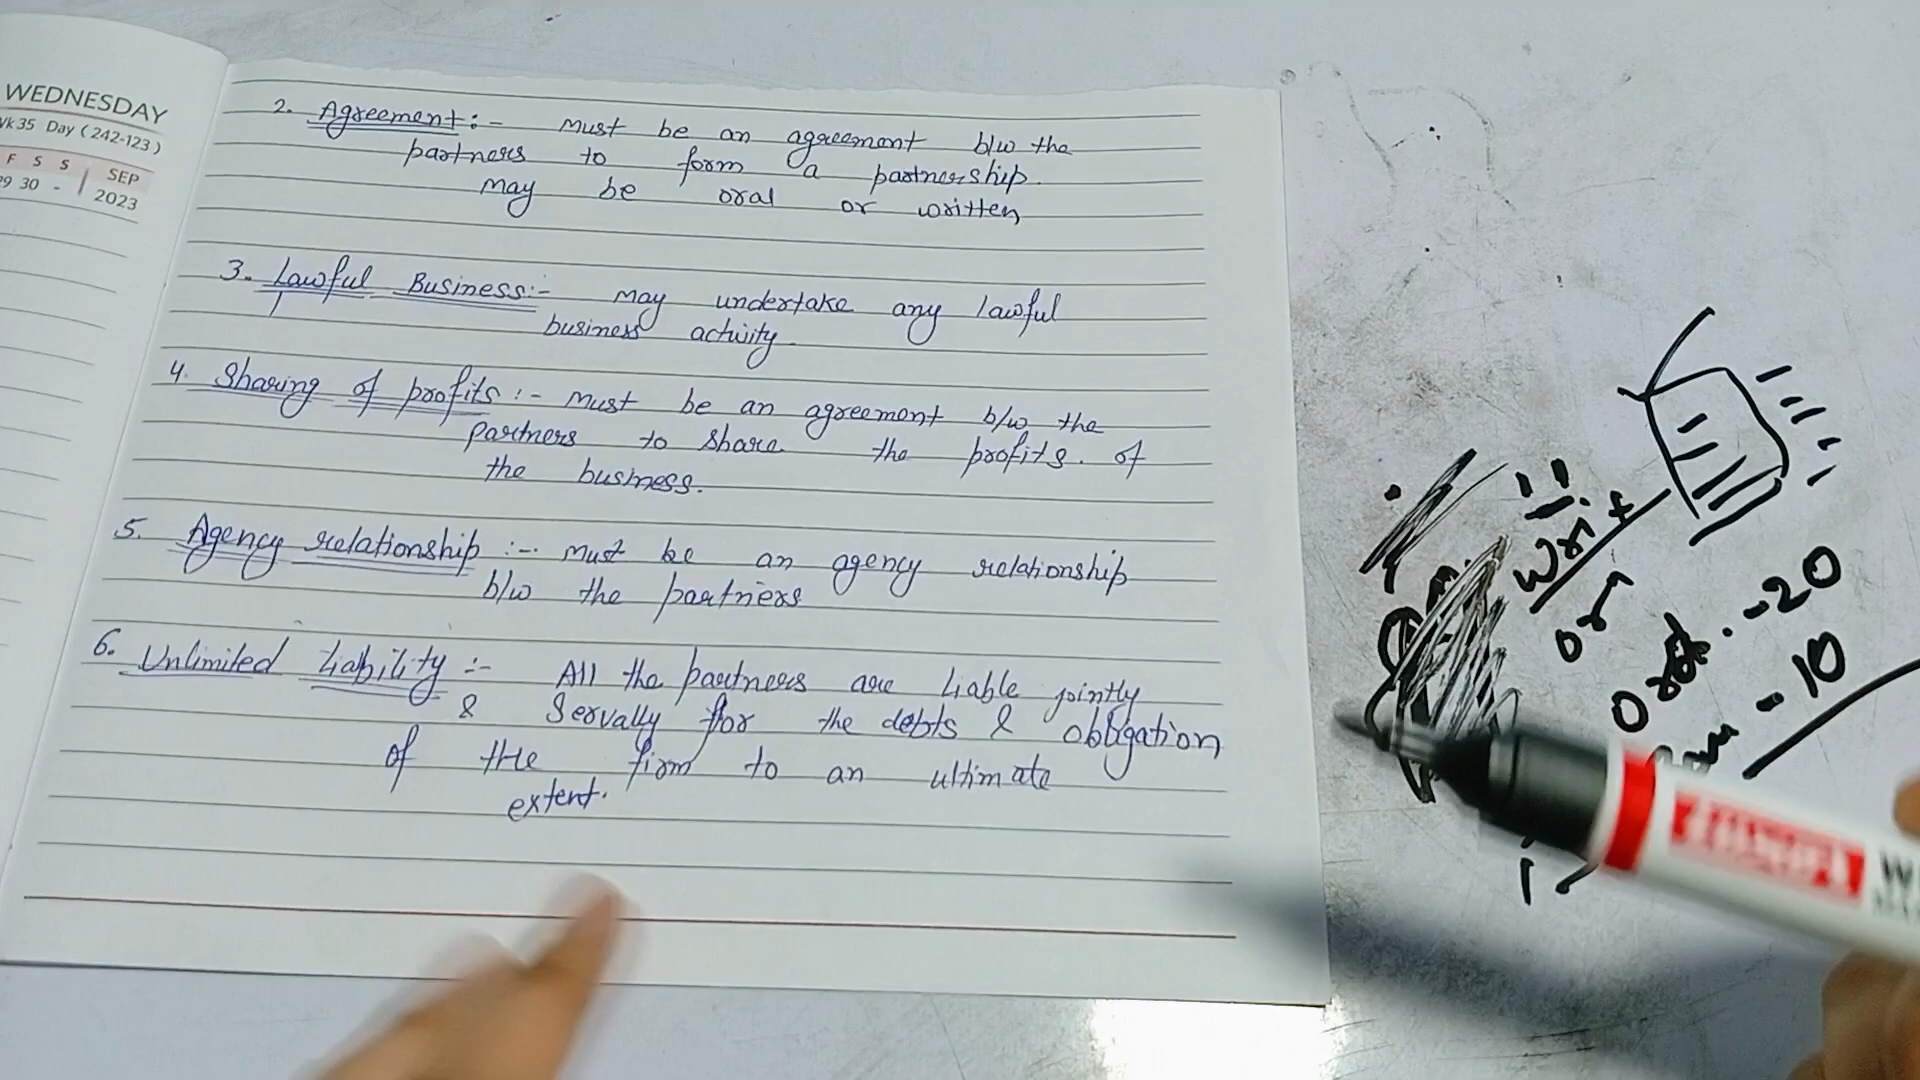 WEDNESDAY
Wk35 Day (242-123)
F S S
SEP
29 30 -
2023
2. Agreement:- Must be an agreement b/w the
partners to form a partnership.
May be oral or written
3. Lawful Business:- May undertake any lawful
business activity.
4. Sharing of profits:- Must be an agreement b/w the
partners to share the profits. of
the business.
5. Agency relationship:- Must be an agency relationship
b/w the partners
6. Unlimited Liability:- All the partners are liable jointly
& Servally for the debts & obligation
of the firm to an ultimate
extent.
Writ
or
-20
-10